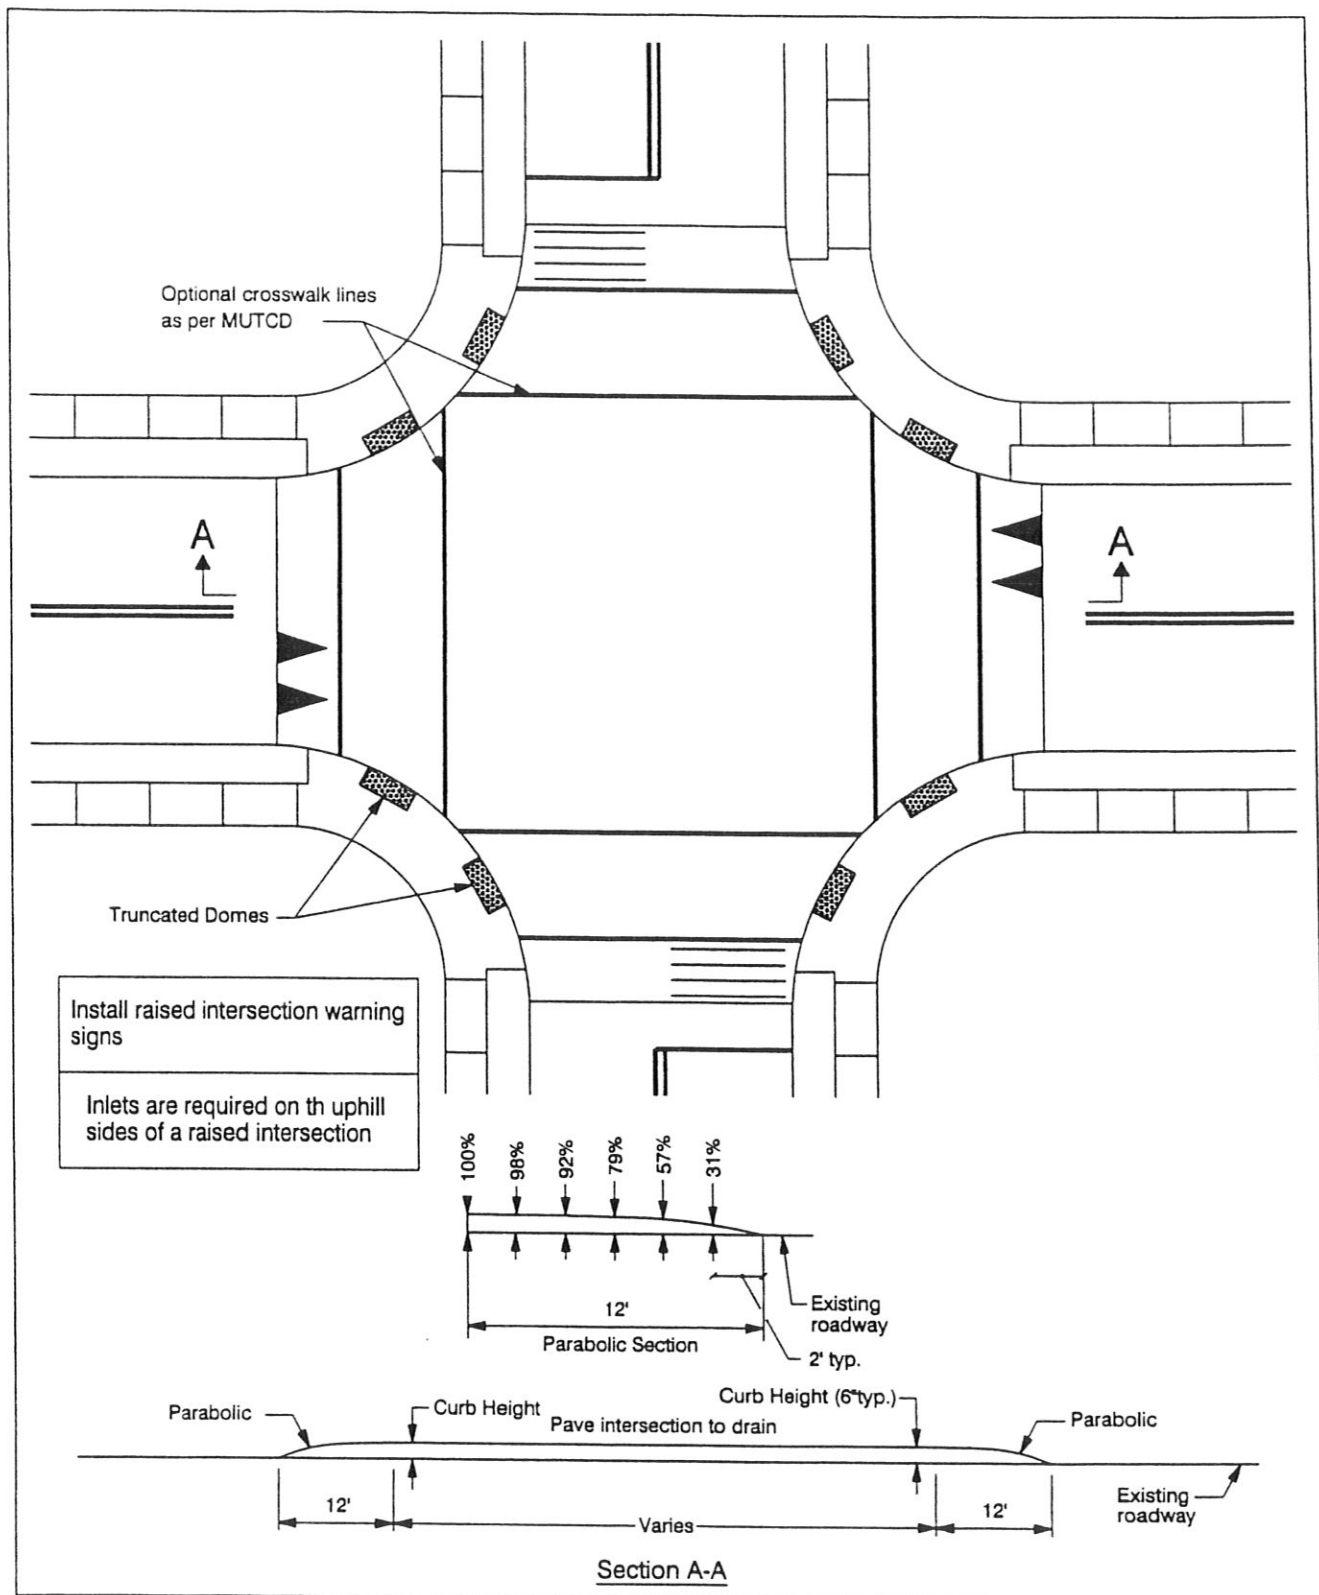 Optional crosswalk lines
as per MUTCD
A
A
Truncated Domes
Install raised intersection warning
signs
Inlets are required on th uphill
sides of a raised intersection
100%
98%
92%
79%
57%
31%
12'
Parabolic Section
Existing
roadway
2' typ.
Parabolic
Curb Height
Pave intersection to drain
Curb Height (6"typ.)
Parabolic
12'
Varies
12'
Existing
roadway
Section A-A